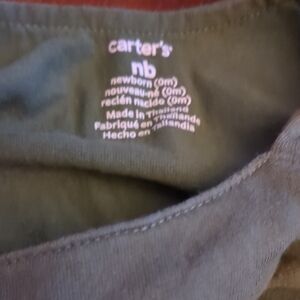 carter's
nb
newborn (0m)
nouveau-né (0m)
recién nacido (0m)
Made in Thailand
Fabriqué en Thaïlande
Hecho en Tailandia